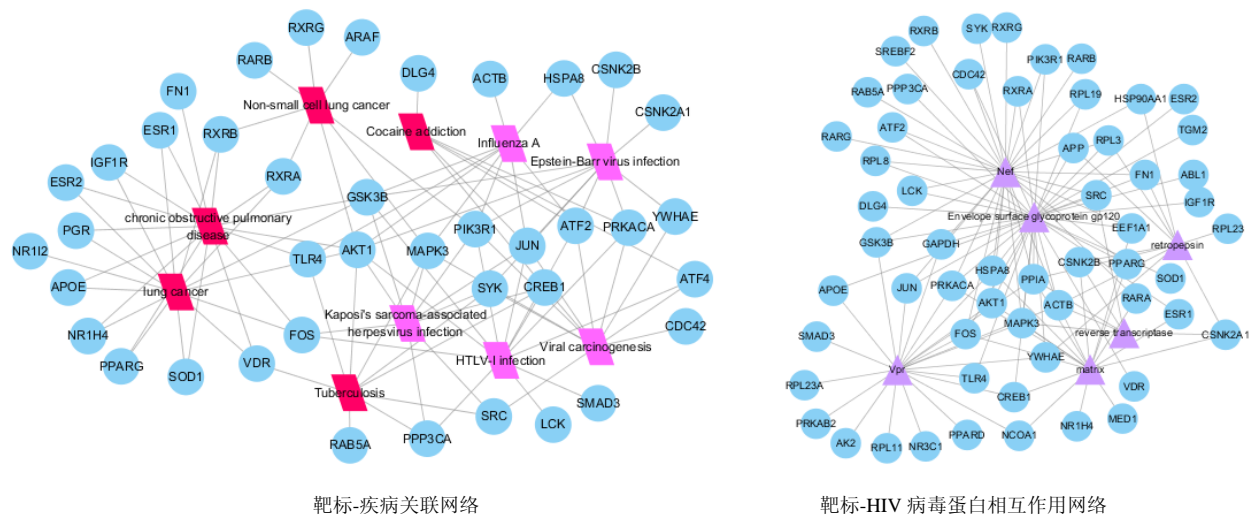 RXRG
ARAF
RARB
DLG4
ACTB
HSPA8
CSNK2B
FN1
Non-small cell lung cancer
CSNK2A1
ESR1
RXRB
Cocaine addiction
Influenza A
IGF1R
Epstein-Barr virus infection
ESR2
RXRA
GSK3B
PGR
chronic obstructive pulmonary
disease
YWHAE
ATF2
PRKACA
PIK3R1
NR1I2
AKT1
MAPK3
JUN
TLR4
APOE
lung cancer
SYK
CREB1
ATF4
Kaposi's sarcoma-associated
herpesvirus infection
NR1H4
FOS
CDC42
Viral carcinogenesis
HTLV-I infection
PPARG
SOD1
VDR
Tuberculosis
SMAD3
SRC
LCK
RAB5A
PPP3CA
靶标-疾病关联网络
RXRB
SYK
RXRG
SREBF2
PIK3R1
RARB
CDC42
RAB5A
PPP3CA
RXRA
RPL19
HSP90AA1
ESR2
RARG
ATF2
TGM2
APP
RPL3
RPL8
Nef
FN1
ABL1
LCK
SRC
DLG4
IGF1R
Envelope surface glycoprotein gp120
EEF1A1
RPL23
GSK3B
GAPDH
retropepsin
CSNK2B
PPARG
HSPA8
PPIA
SOD1
APOE
JUN
PRKACA
AKT1
ACTB
RARA
ESR1
SMAD3
FOS
MAPK3
reverse transcriptase
CSNK2A1
YWHAE
Vpr
matrix
TLR4
RPL23A
VDR
CREB1
PRKAB2
MED1
NR1H4
AK2
RPL11
NR3C1
PPARD
NCOA1
靶标-HIV 病毒蛋白相互作用网络